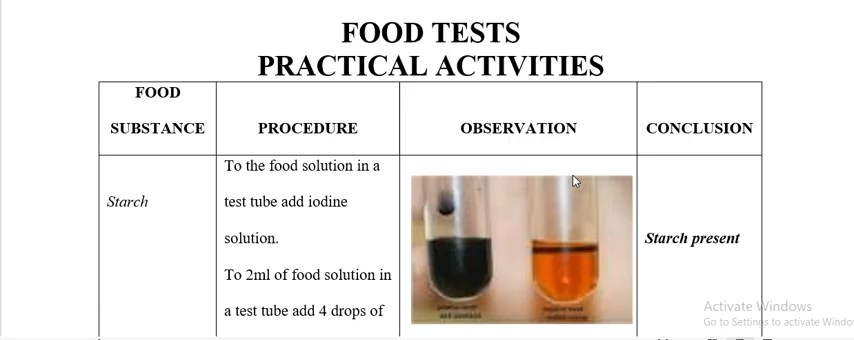 FOOD TESTS
PRACTICAL ACTIVITIES
FOOD
SUBSTANCE
PROCEDURE
OBSERVATION
CONCLUSION
Starch
To the food solution in a
test tube add iodine
solution.
To 2ml of food solution in
a test tube add 4 drops of
Starch present
Activate Windows
Go to Settings to activate Windo